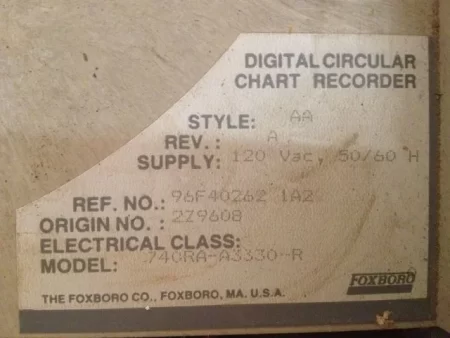 DIGITAL CIRCULAR
CHART RECORDER
STYLE: AA
REV.: A
SUPPLY: 120 Vac, 50/60 H
REF. NO.: 96F40262 1A2
ORIGIN NO.: 2Z9608
ELECTRICAL CLASS:
MODEL: 740RA-A3330-R
THE FOXBORO CO., FOXBORO, MA. U.S.A.
FOXBORO